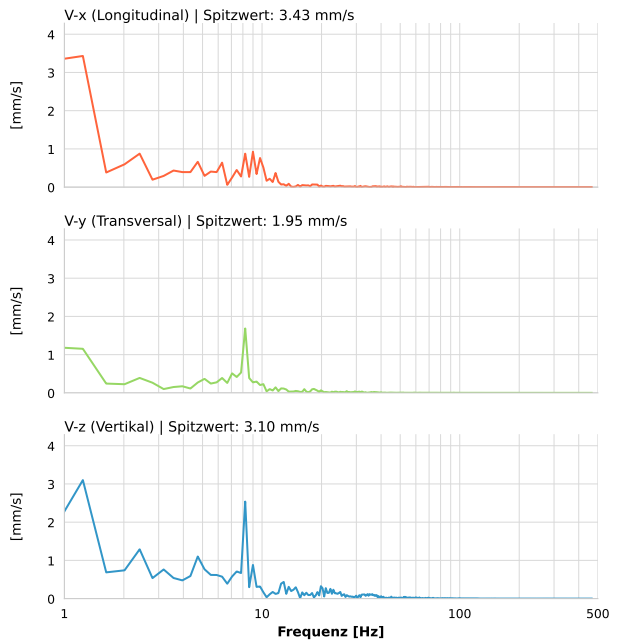 V-x (Longitudinal) | Spitzwert: 3.43 mm/s
4
3
[mm/s]
2
1
0
V-y (Transversal) | Spitzwert: 1.95 mm/s
4
3
[mm/s]
2
1
0
V-z (Vertikal) | Spitzwert: 3.10 mm/s
4
3
[mm/s]
2
1
0
1 10 100 500
Frequenz [Hz]